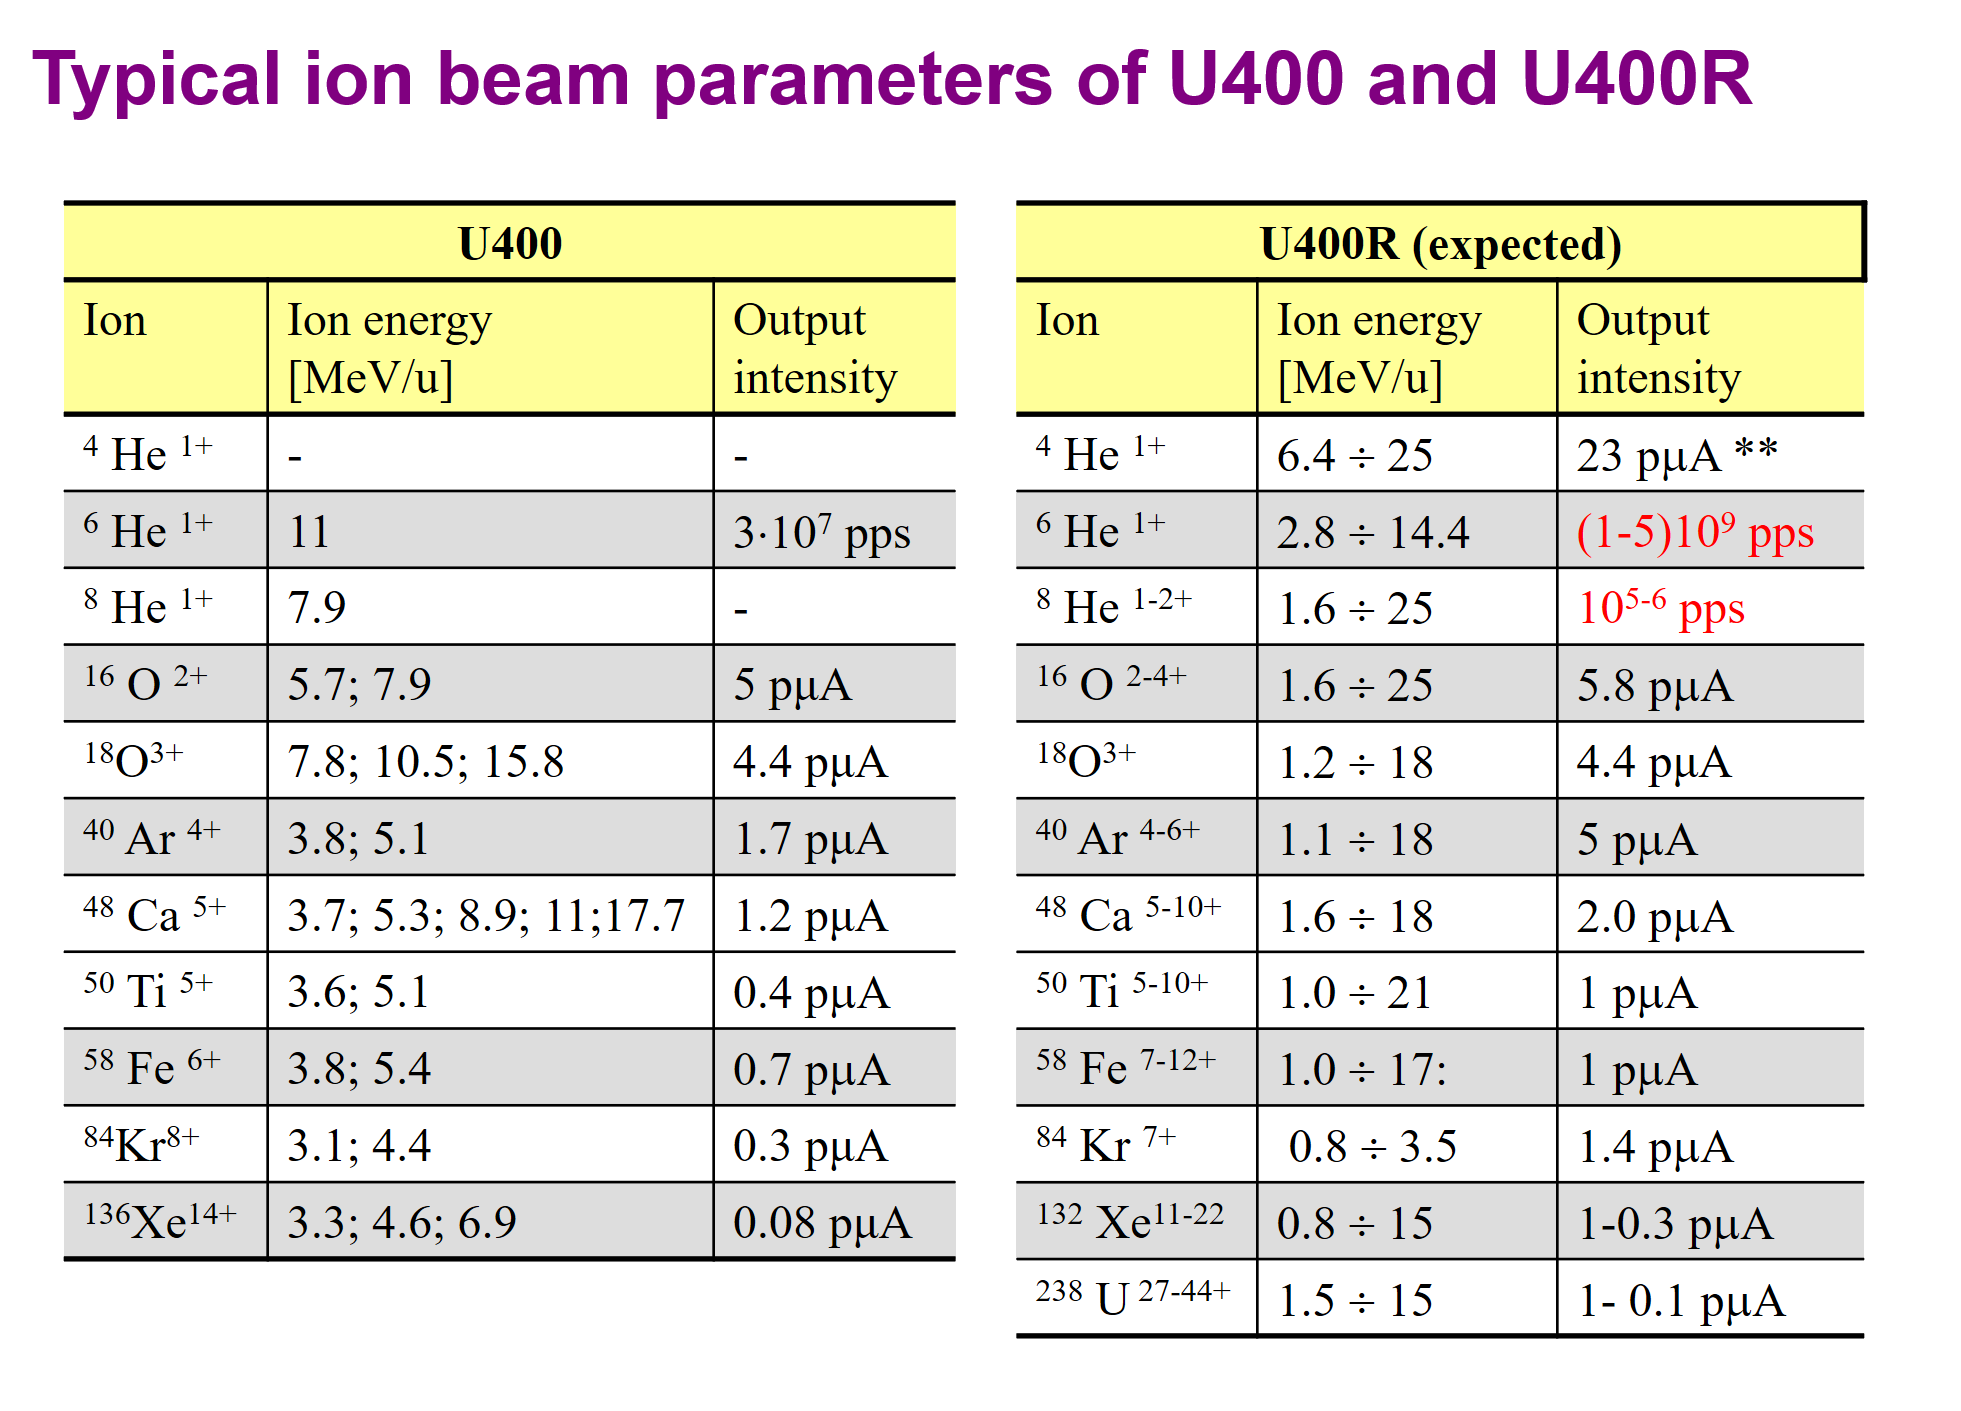 Typical ion beam parameters of U400 and U400R
U400
Ion
Ion energy
[MeV/u]
Output
intensity
⁴ He ¹⁺ - -
⁶ He ¹⁺ 11 3·10⁷ pps
⁸ He ¹⁺ 7.9 -
¹⁶ O ²⁺ 5.7; 7.9 5 pμA
¹⁸O³⁺ 7.8; 10.5; 15.8 4.4 pμA
⁴⁰ Ar ⁴⁺ 3.8; 5.1 1.7 pμA
⁴⁸ Ca ⁵⁺ 3.7; 5.3; 8.9; 11;17.7 1.2 pμA
⁵⁰ Ti ⁵⁺ 3.6; 5.1 0.4 pμA
⁵⁸ Fe ⁶⁺ 3.8; 5.4 0.7 pμA
⁸⁴Kr⁸⁺ 3.1; 4.4 0.3 pμA
¹³⁶Xe¹⁴⁺ 3.3; 4.6; 6.9 0.08 pμA
U400R (expected)
Ion
Ion energy
[MeV/u]
Output
intensity
⁴ He ¹⁺ 6.4 ÷ 25 23 pμA **
⁶ He ¹⁺ 2.8 ÷ 14.4 (1-5)10⁹ pps
⁸ He ¹⁻²⁺ 1.6 ÷ 25 10⁵⁻⁶ pps
¹⁶ O ²⁻⁴⁺ 1.6 ÷ 25 5.8 pμA
¹⁸O³⁺ 1.2 ÷ 18 4.4 pμA
⁴⁰ Ar ⁴⁻⁶⁺ 1.1 ÷ 18 5 pμA
⁴⁸ Ca ⁵⁻¹⁰⁺ 1.6 ÷ 18 2.0 pμA
⁵⁰ Ti ⁵⁻¹⁰⁺ 1.0 ÷ 21 1 pμA
⁵⁸ Fe ⁷⁻¹²⁺ 1.0 ÷ 17: 1 pμA
⁸⁴ Kr ⁷⁺ 0.8 ÷ 3.5 1.4 pμA
¹³² Xe¹¹⁻²² 0.8 ÷ 15 1-0.3 pμA
²³⁸ U ²⁷⁻⁴⁴⁺ 1.5 ÷ 15 1- 0.1 pμA